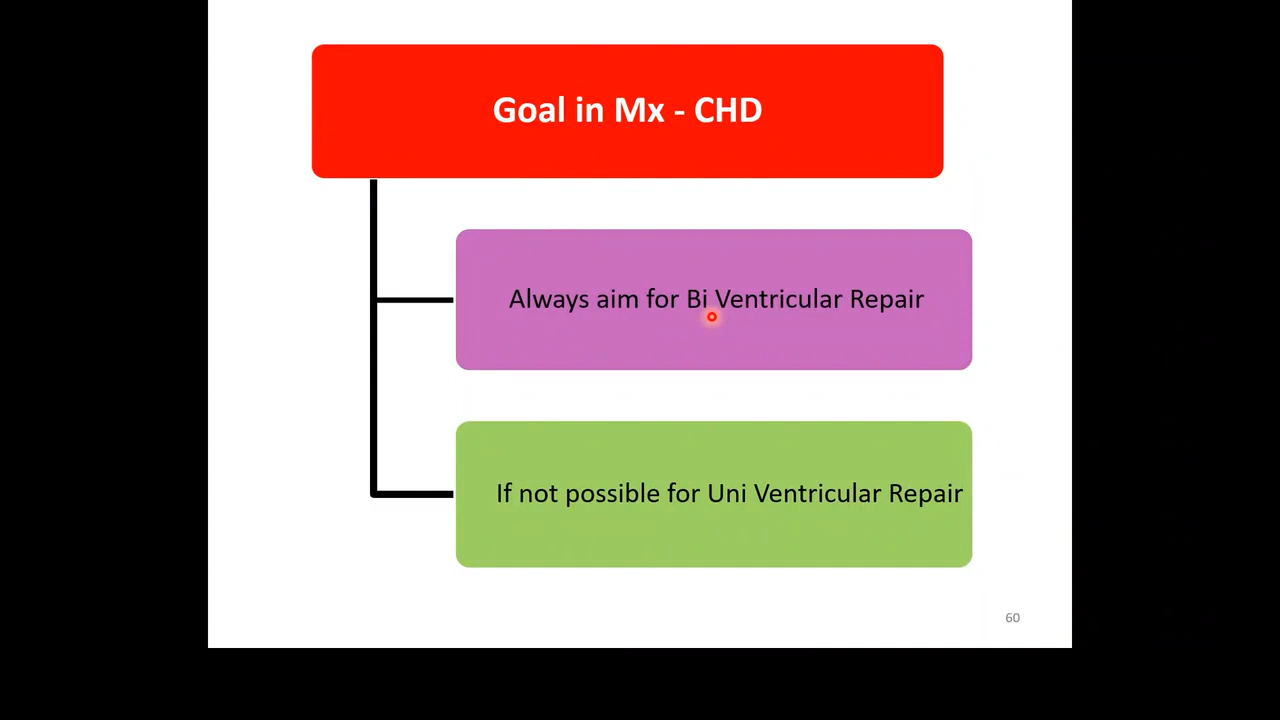 Goal in Mx - CHD
Always aim for Bi Ventricular Repair
If not possible for Uni Ventricular Repair
60